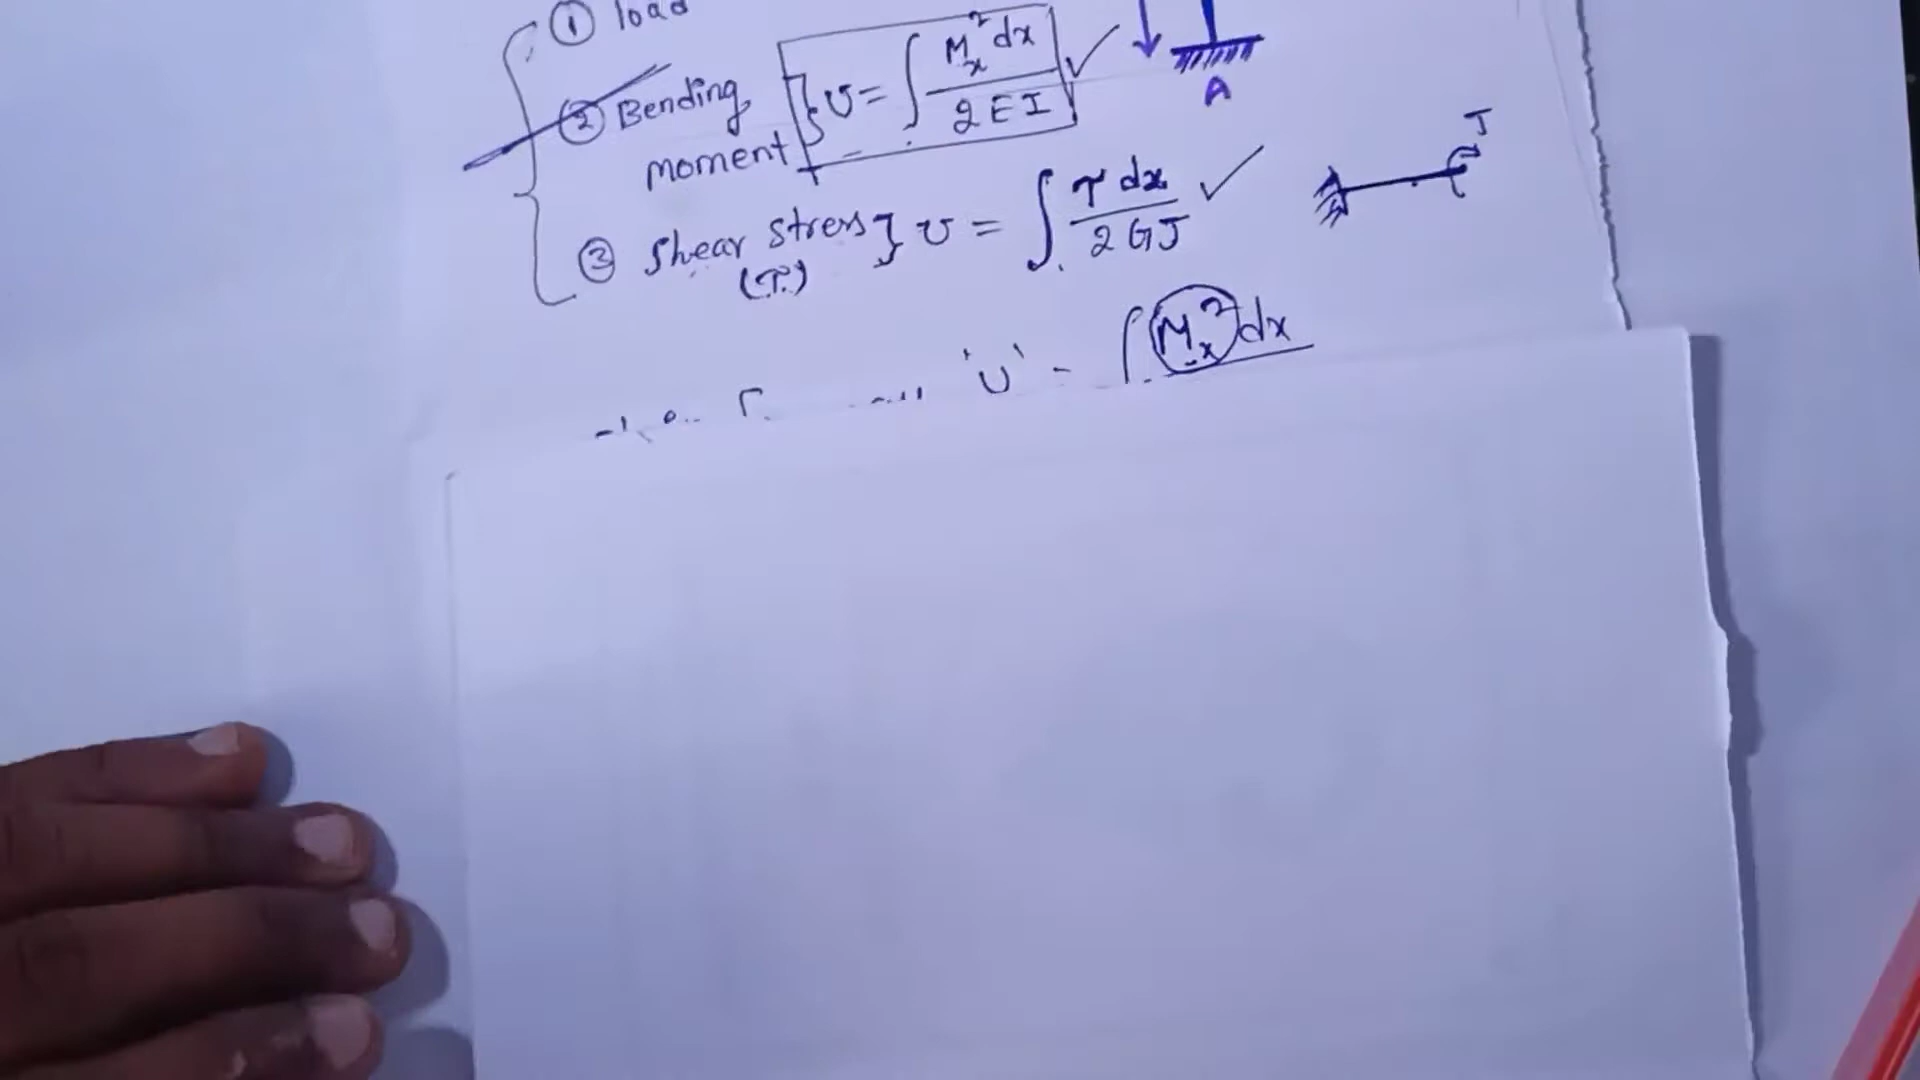 ① load
② Bending moment } U = ∫ Mx² dx / 2EI ✓
A
③ Shear stress (τ) } U = ∫ τ dx / 2GJ ✓
J
'U' = ∫ Mx² dx